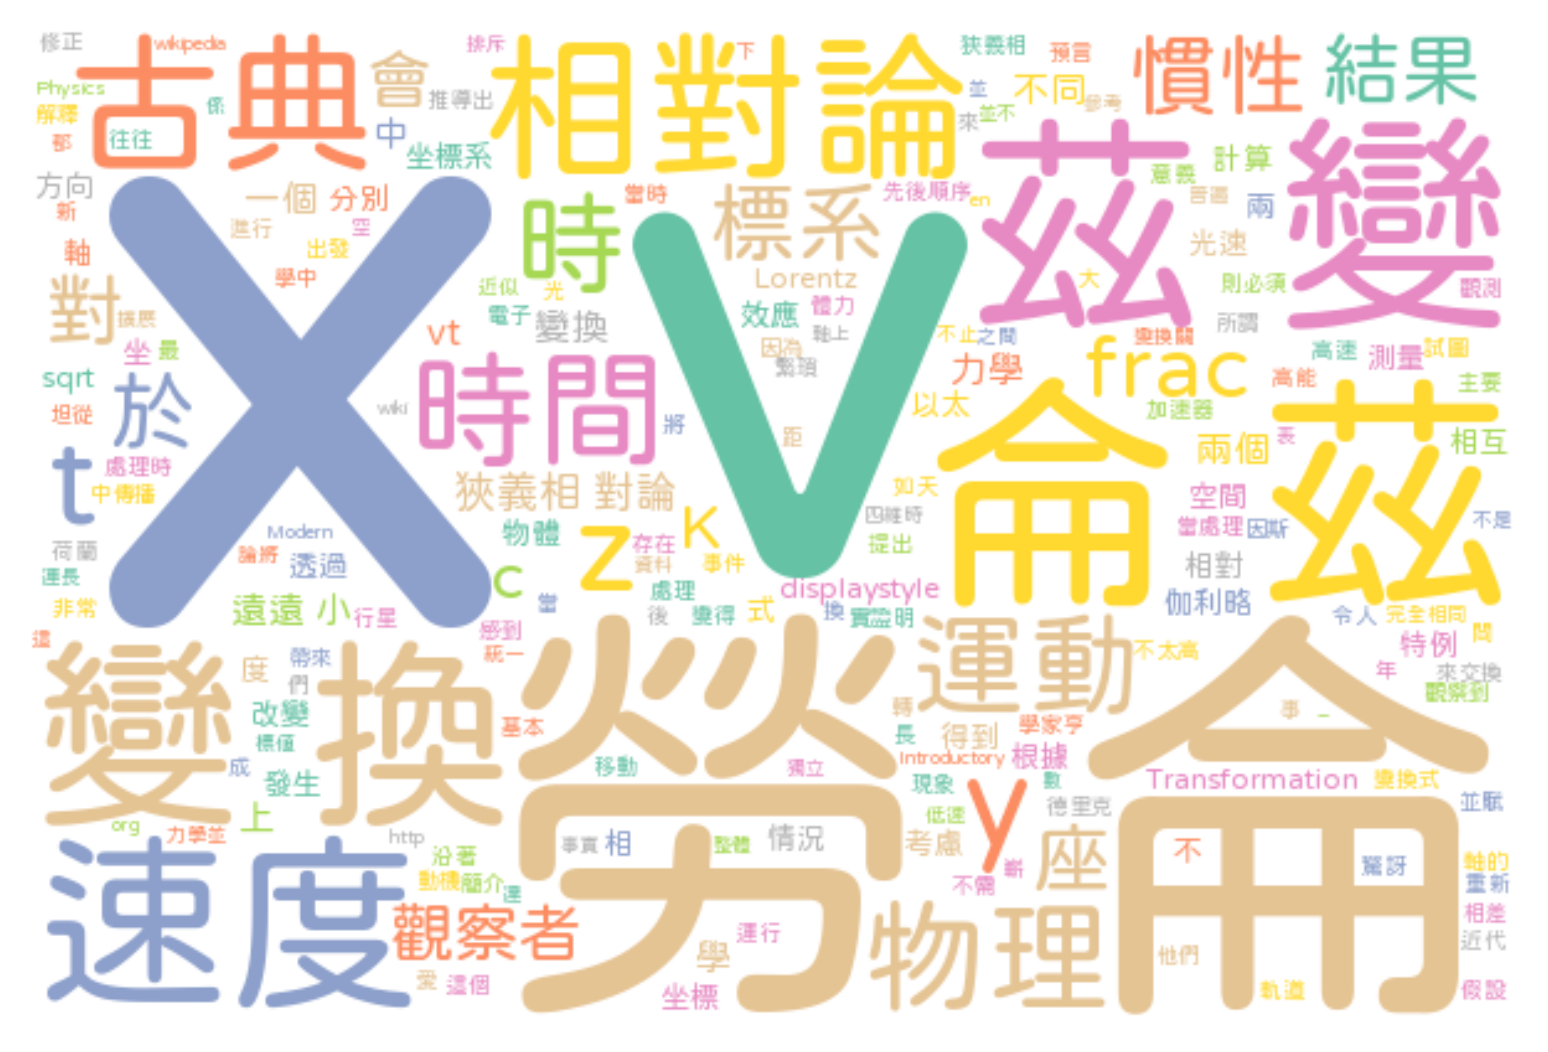 修正
wikipedia
古典
會
排斥
相對論
下
狹義相
預言
慣性
結果
Physics
解釋
都
往往
係
推導出
中
坐標系
並
來
並不
不同
參考
茲
變
意義
計算
方向
新
軸
一個
分別
進行
空
出發
學中
時
當時
標系
先後順序
en
普遍
兩
光速
則必須
觀測
對
擴展
坐
最
近似
光
電子
變換
vt
Lorentz
效應
體力
軸上
因為
繁瑣
大
不止
之間
變換關
所謂
高速
測量
試圖
sqrt
坦從
於
wiki
時間
將
X
V
距
力學
以太
frac
加速器
高能
主要
t
處理時
中傳播
狹義相 對論
如天
侖
兩個
表
茲
相互
荷蘭
運長
非常
Modern
論將
透過
物體
z
K
存在
資料
事件
四維時
提出
空間
當處理
因斯
不是
相對
伽利略
c
當
處理
後
變得
displaystyle
式
換
實證明
令人
完全相同
特例
間
遠遠 小
行星
感到
統一
這
變換
度
帶來
們
改變
標值
成
發生
基本
勞
運動
不太高
侖
年
來交換
觀察到
轉
長
得到
學家亨
事
移動
獨立
Introductory
根據
現象
數
Transformation
變換式
並賦
org
力學並
上
http
低速
y
德里克
速度
沿著
動機
簡介
運
事實
相
整體
情況
考慮
不需
嶄
座
不
驚訝
軸的
重新
觀察者
學
運行
物理
他們
相差
近代
愛
這個
坐標
軌道
假設